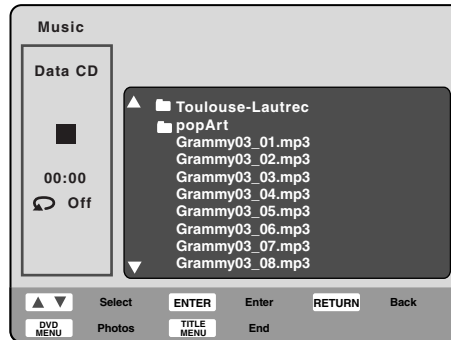 Music
Data CD
00:00
Off
Toulouse-Lautrec
popArt
Grammy03_01.mp3
Grammy03_02.mp3
Grammy03_03.mp3
Grammy03_04.mp3
Grammy03_05.mp3
Grammy03_06.mp3
Grammy03_07.mp3
Grammy03_08.mp3
Select ENTER Enter RETURN Back
DVD MENU Photos TITLE MENU End